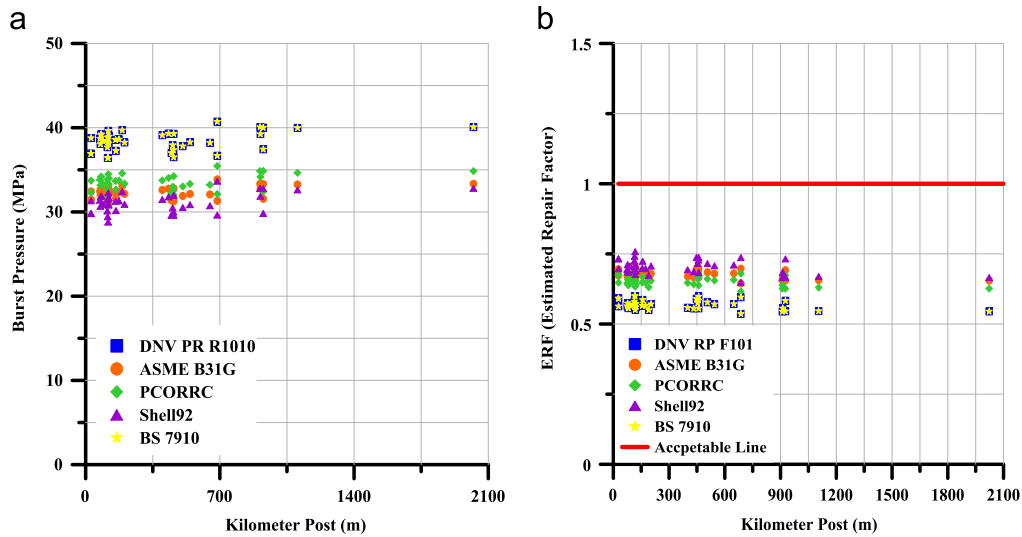 a
50
40
30
20
10
0
Burst Pressure (MPa)
DNV PR R1010
ASME B31G
PCORRC
Shell92
BS 7910
0 700 1400 2100
Kilometer Post (m)
b
1.5
1
0.5
0
ERF (Estimated Repair Factor)
DNV RP F101
ASME B31G
PCORRC
Shell92
BS 7910
Accpetable Line
0 300 600 900 1200 1500 1800 2100
Kilometer Post (m)